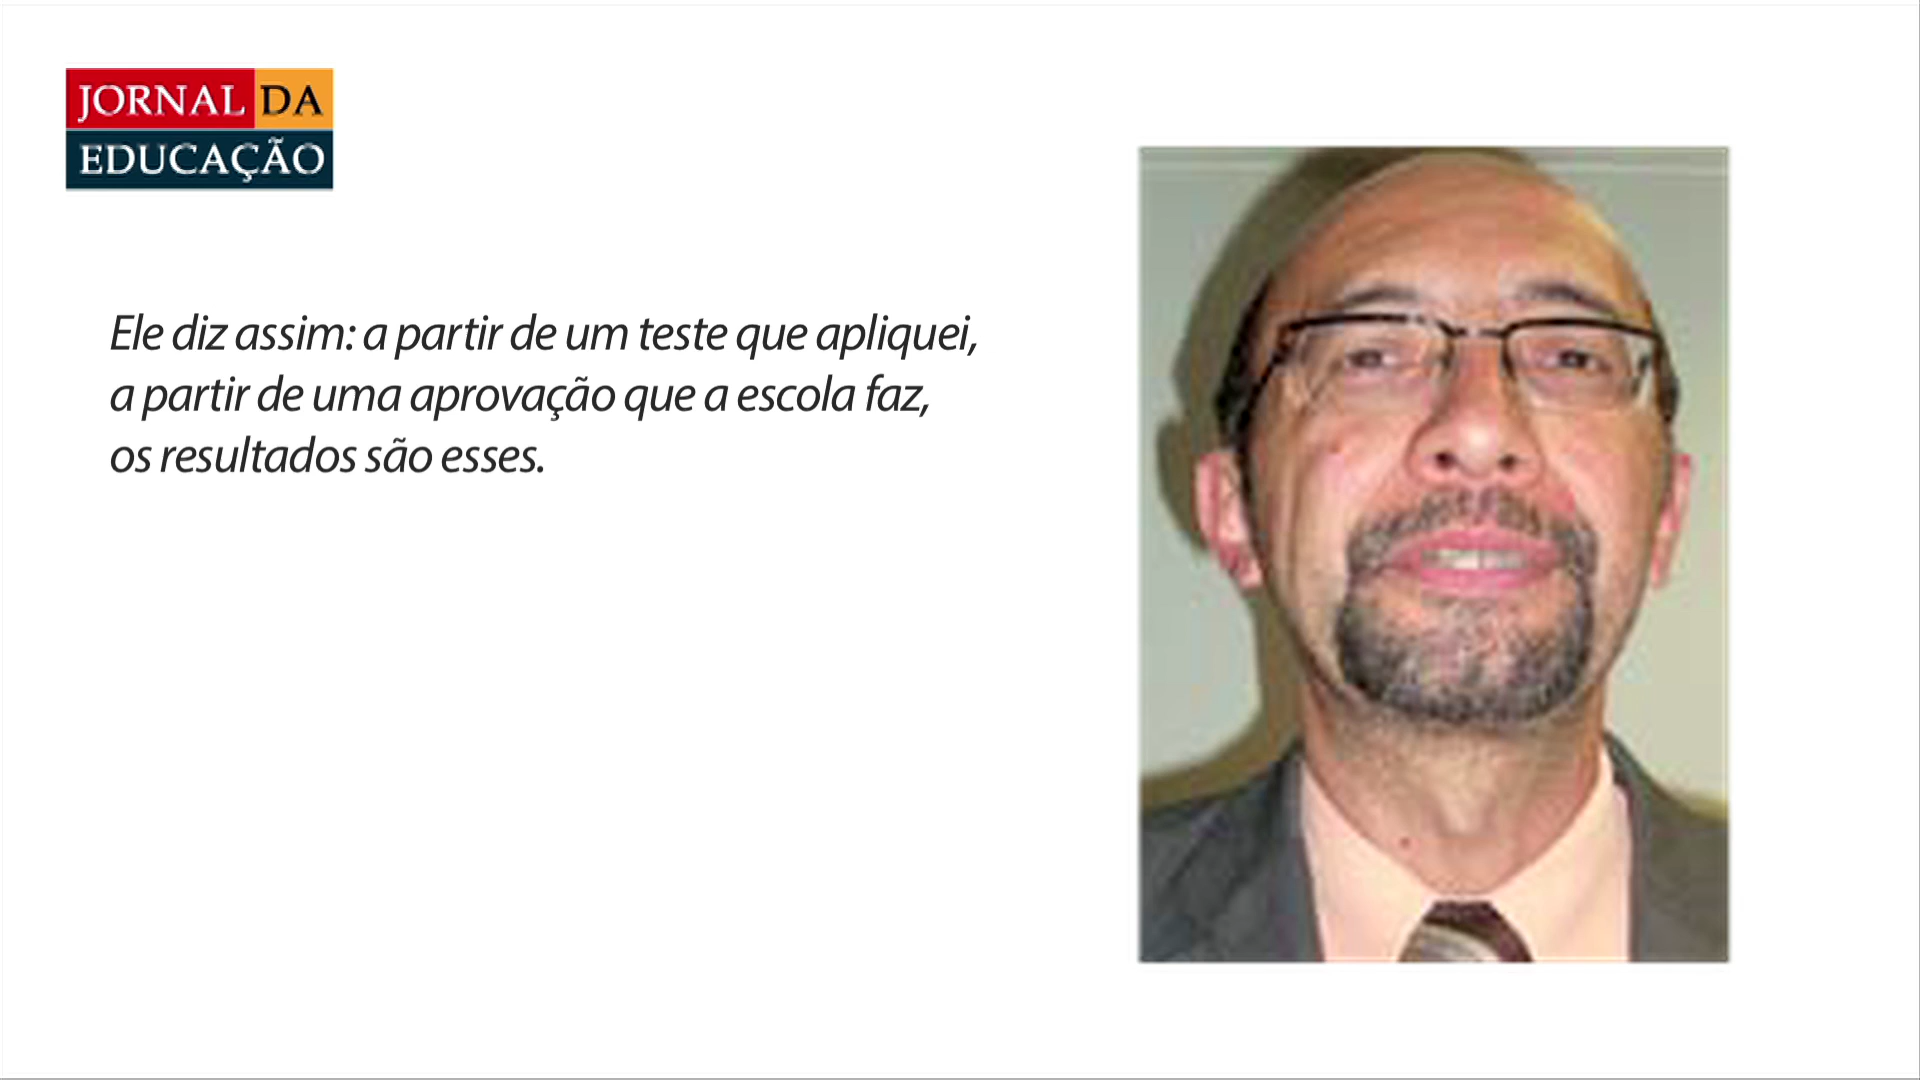 JORNAL DA
EDUCAÇÃO
Ele diz assim: a partir de um teste que apliquei,
a partir de uma aprovação que a escola faz,
os resultados são esses.